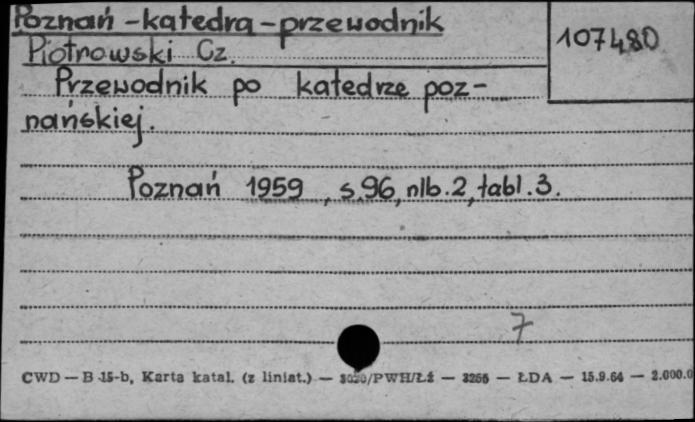 Poznań - katedra - przewodnik
107480
Piotrowski Cz.
Przewodnik po katedrze poz-
nańskiej.
Poznań 1959, s.96, nlb.2, tabl.3.
7
CWD — B 15-b, Karta katal. (z liniat.) — 3020/PWH/Łź — 3266 — ŁDA — 15.9.64 — 2.000.0